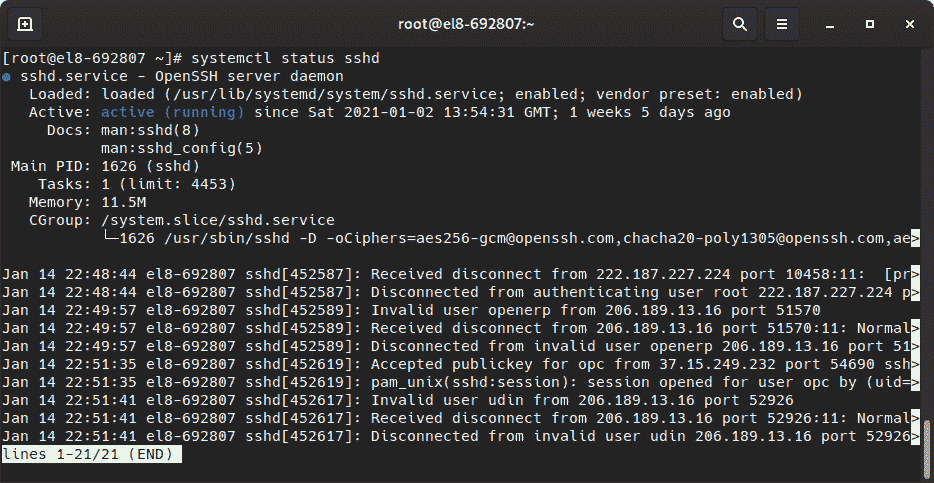 root@el8-692807:~
[root@el8-692807 ~]# systemctl status sshd
● sshd.service - OpenSSH server daemon
   Loaded: loaded (/usr/lib/systemd/system/sshd.service; enabled; vendor preset: enabled)
   Active: active (running) since Sat 2021-01-02 13:54:31 GMT; 1 weeks 5 days ago
     Docs: man:sshd(8)
           man:sshd_config(5)
 Main PID: 1626 (sshd)
    Tasks: 1 (limit: 4453)
   Memory: 11.5M
   CGroup: /system.slice/sshd.service
           └─1626 /usr/sbin/sshd -D -oCiphers=aes256-gcm@openssh.com,chacha20-poly1305@openssh.com,ae>
Jan 14 22:48:44 el8-692807 sshd[452587]: Received disconnect from 222.187.227.224 port 10458:11:  [pr>
Jan 14 22:48:44 el8-692807 sshd[452587]: Disconnected from authenticating user root 222.187.227.224 p>
Jan 14 22:49:57 el8-692807 sshd[452589]: Invalid user openerp from 206.189.13.16 port 51570
Jan 14 22:49:57 el8-692807 sshd[452589]: Received disconnect from 206.189.13.16 port 51570:11: Normal>
Jan 14 22:49:57 el8-692807 sshd[452589]: Disconnected from invalid user openerp 206.189.13.16 port 51>
Jan 14 22:51:35 el8-692807 sshd[452619]: Accepted publickey for opc from 37.15.249.232 port 54690 ssh>
Jan 14 22:51:35 el8-692807 sshd[452619]: pam_unix(sshd:session): session opened for user opc by (uid=>
Jan 14 22:51:41 el8-692807 sshd[452617]: Invalid user udin from 206.189.13.16 port 52926
Jan 14 22:51:41 el8-692807 sshd[452617]: Received disconnect from 206.189.13.16 port 52926:11: Normal>
Jan 14 22:51:41 el8-692807 sshd[452617]: Disconnected from invalid user udin 206.189.13.16 port 52926>
lines 1-21/21 (END)